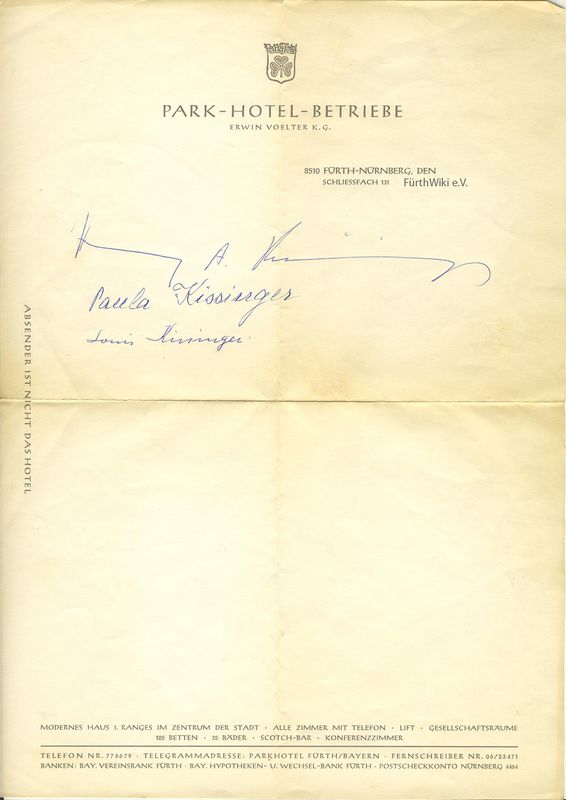 PARK-HOTEL-BETRIEBE
ERWIN VOELTER K.G.
8510 FÜRTH-NÜRNBERG, DEN
SCHLIESSFACH 131 FürthWiki e.V.
A.
Paula Kissinger
Louis Kissinger
ABSENDER IST NICHT DAS HOTEL
MODERNES HAUS 1. RANGES IM ZENTRUM DER STADT · ALLE ZIMMER MIT TELEFON · LIFT · GESELLSCHAFTSRÄUME
125 BETTEN · 35 BÄDER · SCOTCH-BAR · KONFERENZZIMMER
TELEFON NR. 776679 · TELEGRAMMADRESSE: PARKHOTEL FÜRTH/BAYERN · FERNSCHREIBER NR. 06/23471
BANKEN: BAY. VEREINSBANK FÜRTH · BAY. HYPOTHEKEN- U. WECHSEL-BANK FÜRTH · POSTSCHECKKONTO NÜRNBERG 4464